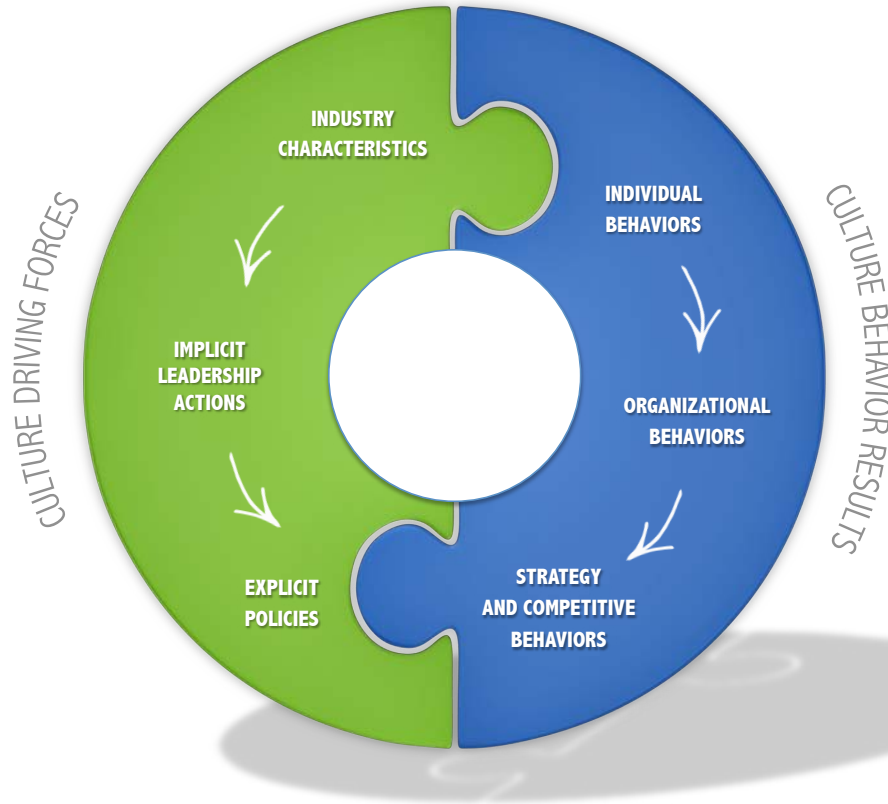 CULTURE DRIVING FORCES
INDUSTRY
CHARACTERISTICS
IMPLICIT
LEADERSHIP
ACTIONS
EXPLICIT
POLICIES
INDIVIDUAL
BEHAVIORS
ORGANIZATIONAL
BEHAVIORS
STRATEGY
AND COMPETITIVE
BEHAVIORS
CULTURE BEHAVIOR RESULTS